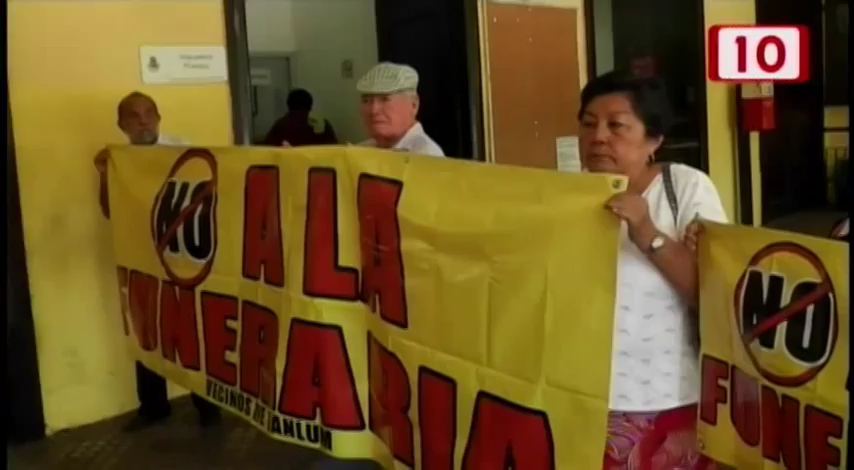 10
NO A LA
FUNERARIA
VECINOS DE
NO
FUNE